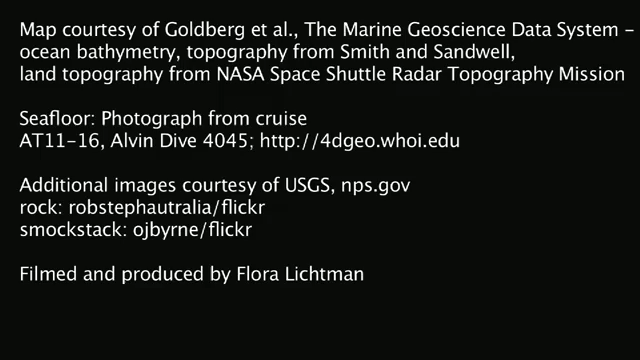 Map courtesy of Goldberg et al., The Marine Geoscience Data System –
ocean bathymetry, topography from Smith and Sandwell,
land topography from NASA Space Shuttle Radar Topography Mission
Seafloor: Photograph from cruise
AT11-16, Alvin Dive 4045; http://4dgeo.whoi.edu
Additional images courtesy of USGS, nps.gov
rock: robstephautralia/flickr
smockstack: ojbyrne/flickr
Filmed and produced by Flora Lichtman